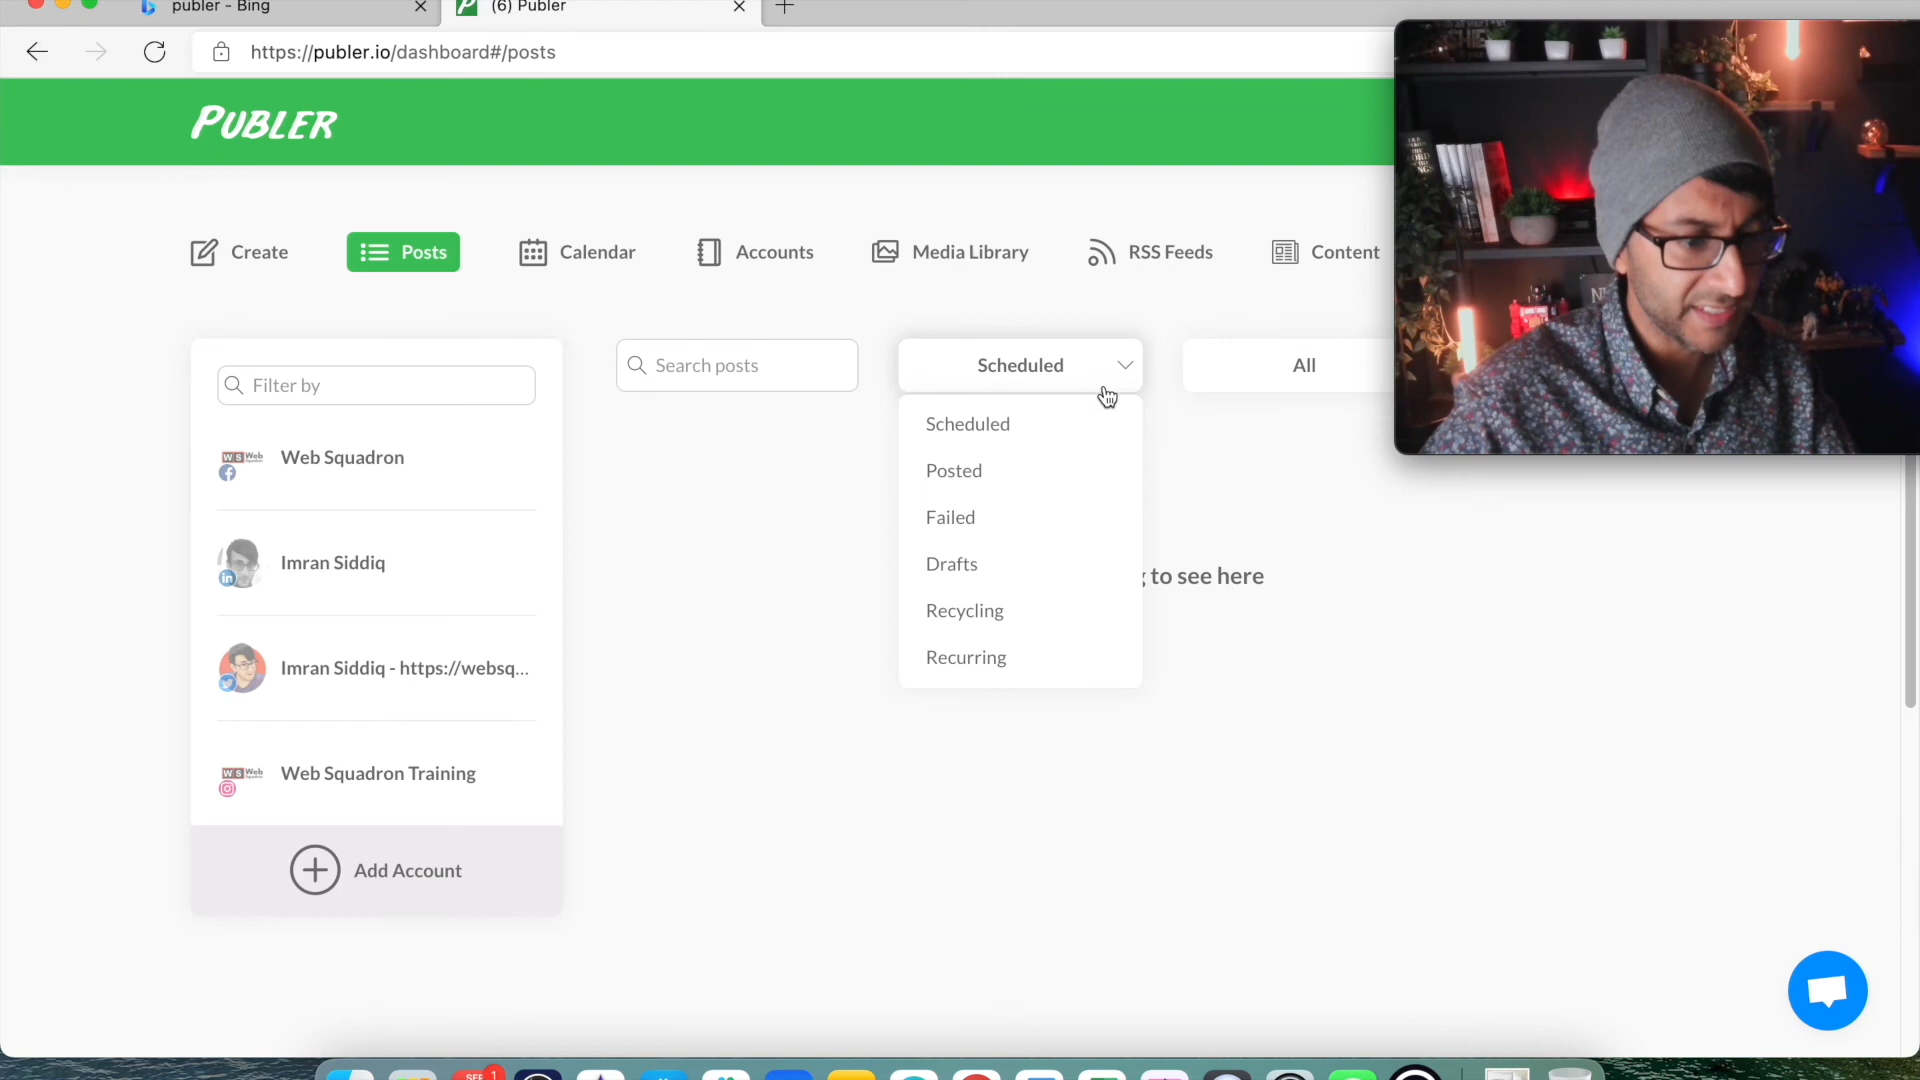 publer - Bing
(6) Publer
https://publer.io/dashboard#/posts
PUBLER
Create
Posts
Calendar
Accounts
Media Library
RSS Feeds
Content
Filter by
Search posts
Scheduled
All
Scheduled
Posted
Failed
Drafts
Recycling
Recurring
to see here
Web Squadron
Imran Siddiq
Imran Siddiq - https://websq...
Web Squadron Training
Add Account
SEP 1